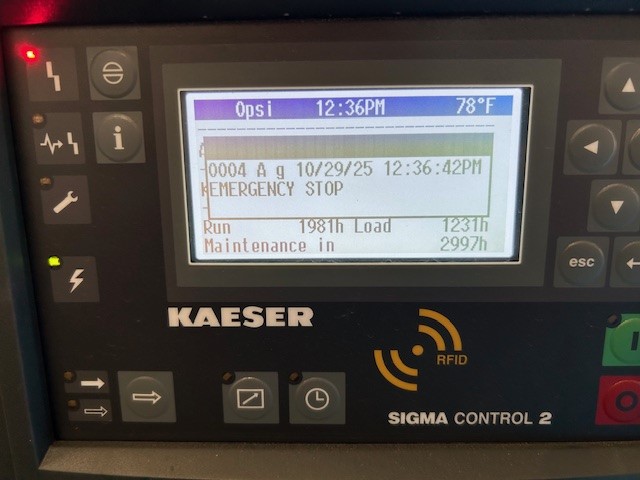 0psi 12:36PM 78°F
0004 A g 10/29/25 12:36:42PM
EMERGENCY STOP
Run 1981h Load 1231h
Maintenance in 2997h
esc
KAESER
RFID
SIGMA CONTROL 2